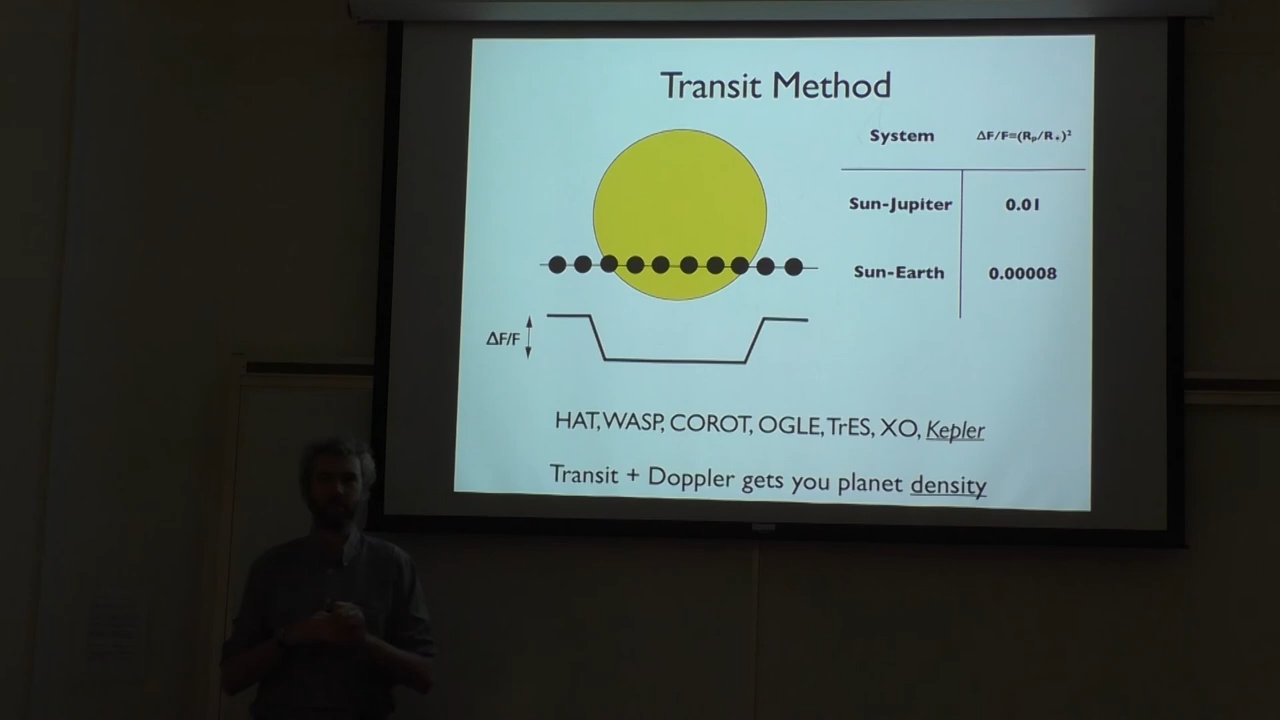 Transit Method
System ΔF/F=(Rₚ/R⋆)²
Sun-Jupiter 0.01
Sun-Earth 0.00008
ΔF/F
HAT, WASP, COROT, OGLE, TrES, XO, Kepler
Transit + Doppler gets you planet density